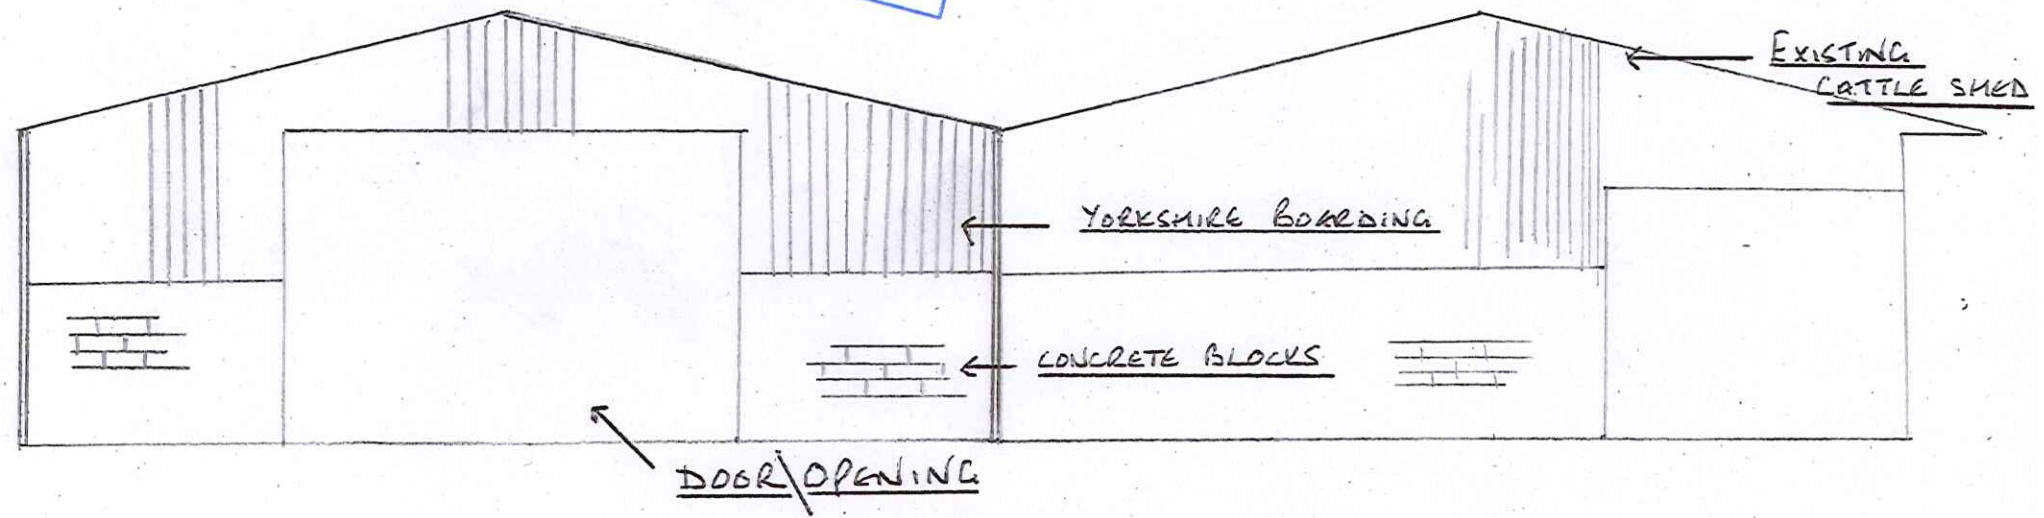 EXISTING
CATTLE SHED
YORKSHIRE BOARDING
CONCRETE BLOCKS
DOOR\OPENING